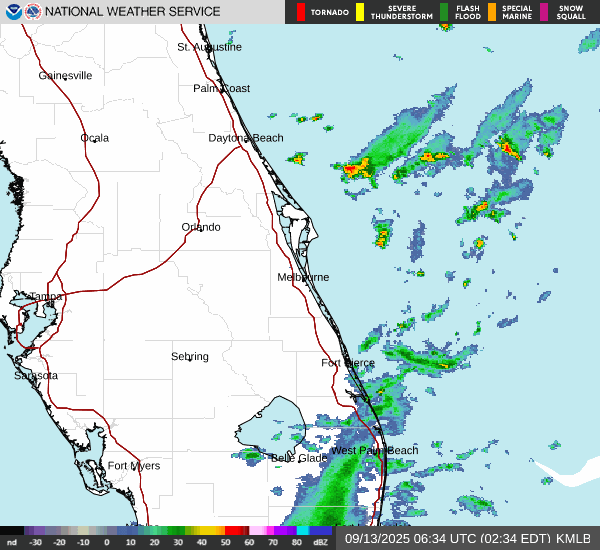 NATIONAL WEATHER SERVICE
TORNADO
SEVERE THUNDERSTORM
FLASH FLOOD
SPECIAL MARINE
SNOW SQUALL
St. Augustine
Gainesville
Palm Coast
Ocala
Daytona Beach
Orlando
Melbourne
Tampa
Sebring
Fort Pierce
Sarasota
West Palm Beach
Belle Glade
Fort Myers
nd -30 -20 -10 0 10 20 30 40 50 60 70 80 dBZ
09/13/2025 06:34 UTC (02:34 EDT) KMLB